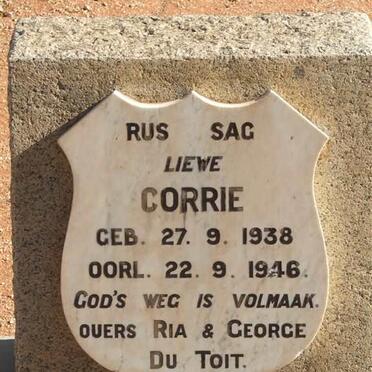 RUS SAG
LIEWE
CORRIE
GEB. 27. 9. 1938
OORL. 22. 9. 1946.
GOD'S WEG IS VOLMAAK.
OUERS RIA & GEORGE
DU TOIT.